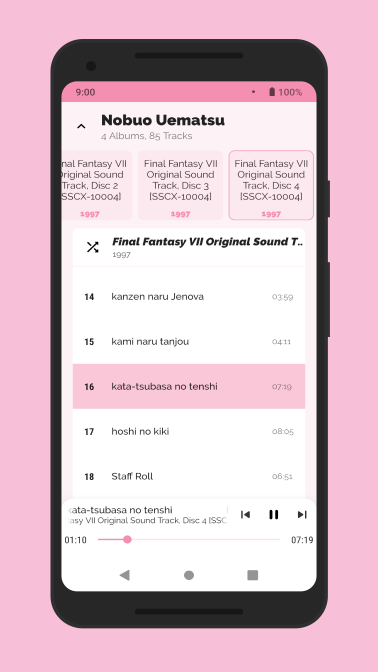 9:00
100%
Nobuo Uematsu
4 Albums, 85 Tracks
nal Fantasy VII
Original Sound
Track, Disc 2
[SSCX-10004]
1997
Final Fantasy VII
Original Sound
Track, Disc 3
[SSCX-10004]
1997
Final Fantasy VII
Original Sound
Track, Disc 4
[SSCX-10004]
1997
Final Fantasy VII Original Sound T..
1997
14 kanzen naru Jenova 03:59
15 kami naru tanjou 04:11
16 kata-tsubasa no tenshi 07:19
17 hoshi no kiki 08:05
18 Staff Roll 06:51
kata-tsubasa no tenshi
asy VII Original Sound Track, Disc 4 [SSC
01:10
07:19